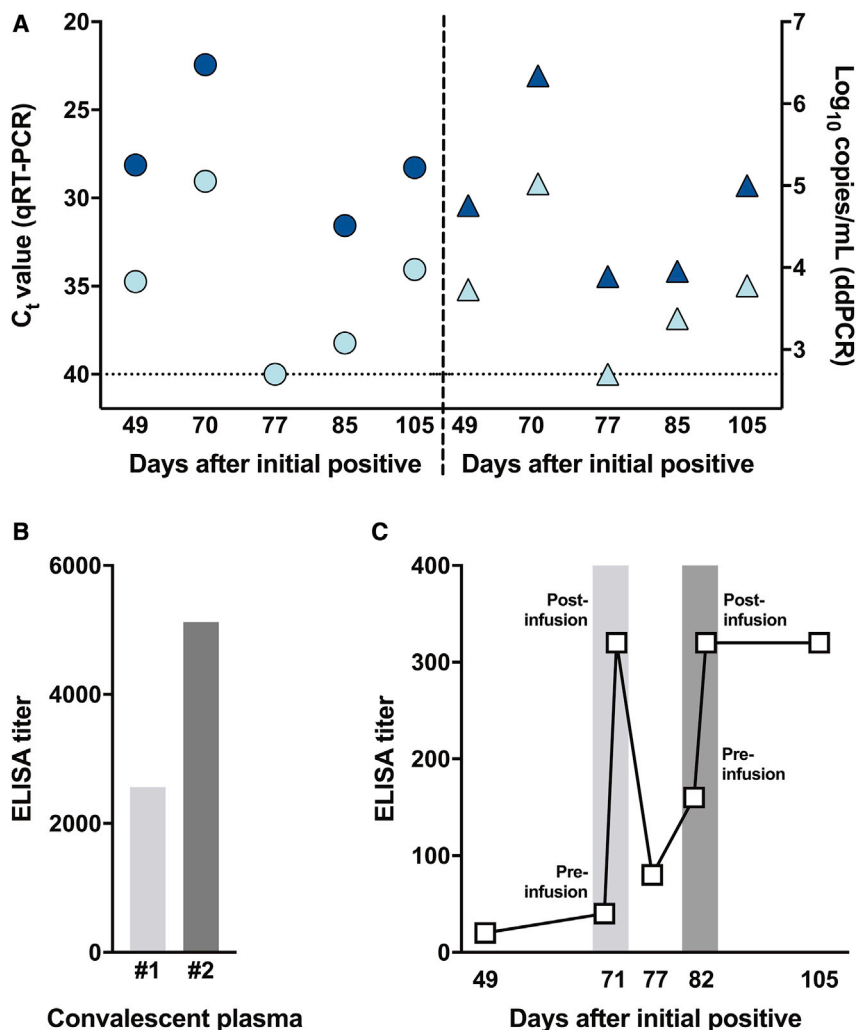 A
20
25
30
35
40
Ct value (qRT-PCR)
7
6
5
4
3
Log10 copies/mL (ddPCR)
49 70 77 85 105 49 70 77 85 105
Days after initial positive Days after initial positive
B
6000
4000
2000
0
ELISA titer
#1 #2
Convalescent plasma
C
400
300
200
100
0
ELISA titer
Post-
infusion
Post-
infusion
Pre-
infusion
Pre-
infusion
49 71 77 82 105
Days after initial positive